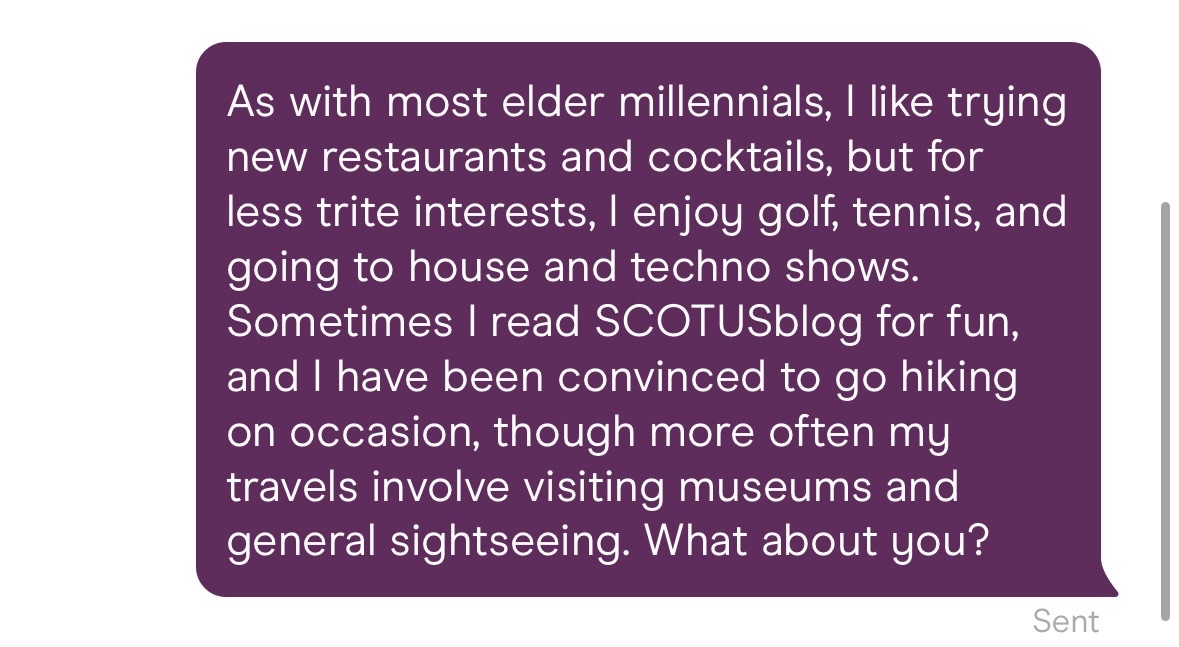 As with most elder millennials, I like trying
new restaurants and cocktails, but for
less trite interests, I enjoy golf, tennis, and
going to house and techno shows.
Sometimes I read SCOTUSblog for fun,
and I have been convinced to go hiking
on occasion, though more often my
travels involve visiting museums and
general sightseeing. What about you?
Sent